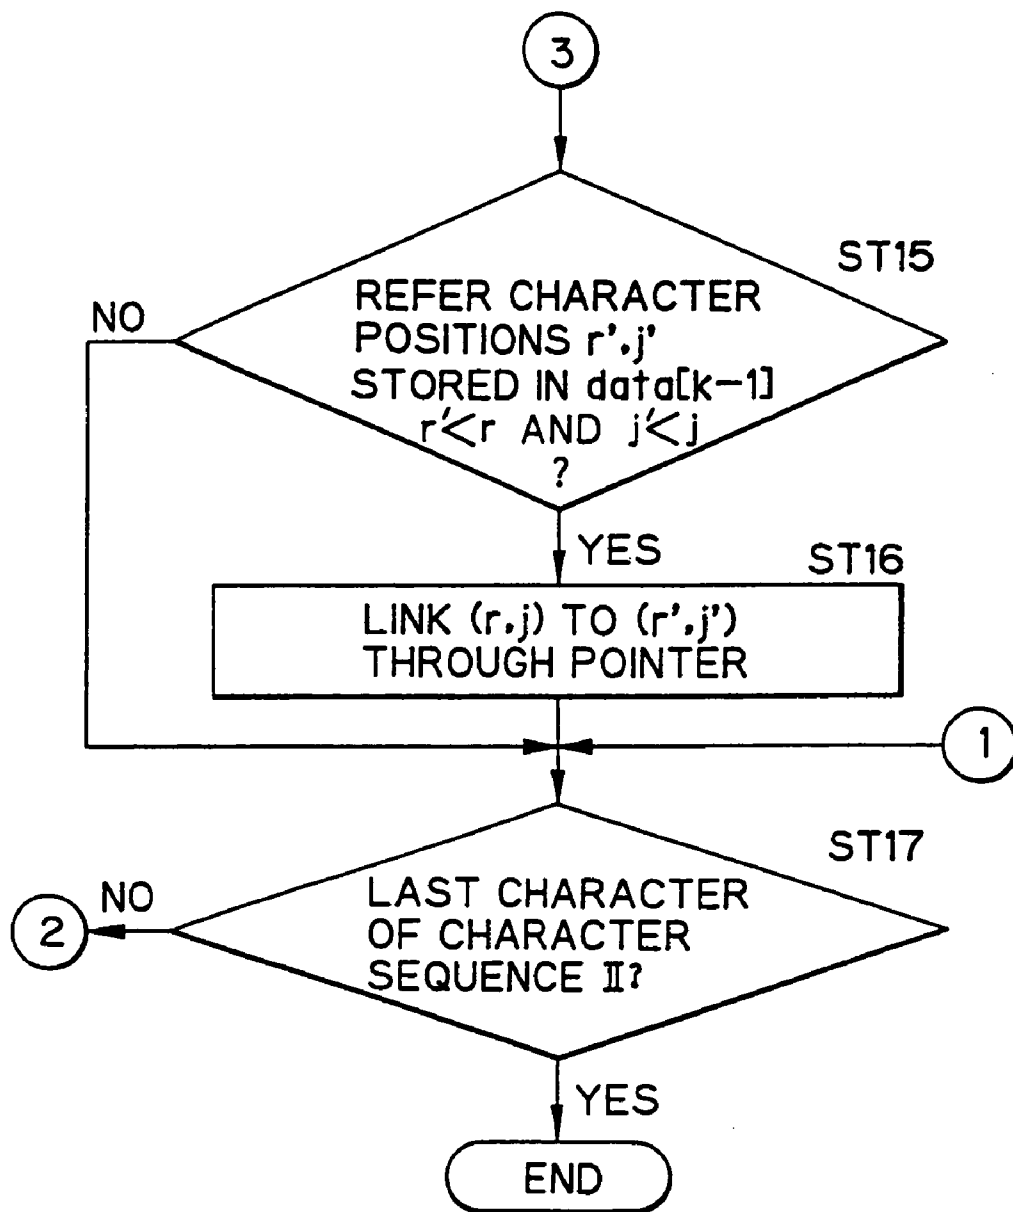 3
ST15
REFER CHARACTER
POSITIONS r',j'
STORED IN data[k-1]
r'<r AND j'<j
?
NO
YES
ST16
LINK (r,j) TO (r',j')
THROUGH POINTER
1
ST17
LAST CHARACTER
OF CHARACTER
SEQUENCE II?
NO
2
YES
END